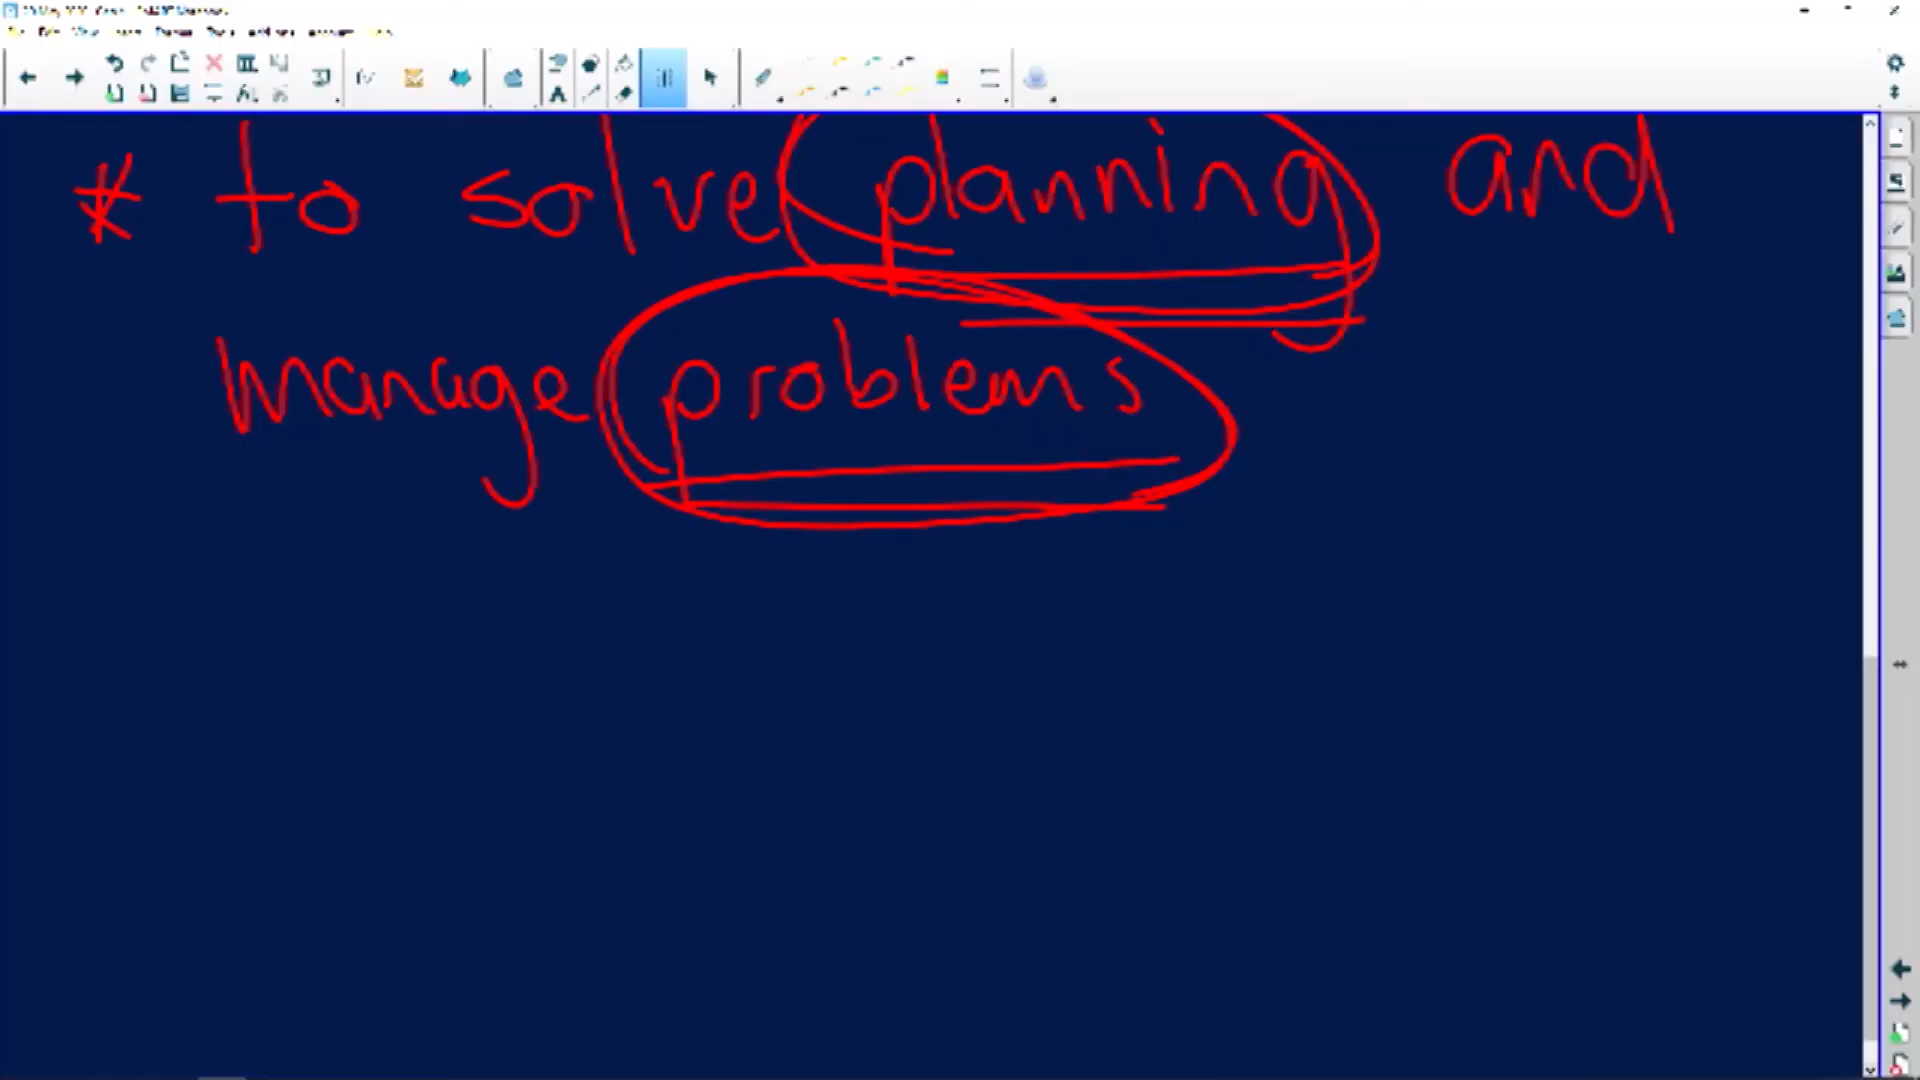 * to solve planning and
manage problems